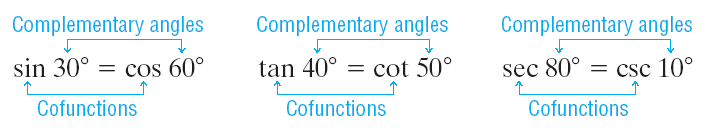 Complementary angles Complementary angles Complementary angles
sin 30° = cos 60° tan 40° = cot 50° sec 80° = csc 10°
Cofunctions Cofunctions Cofunctions